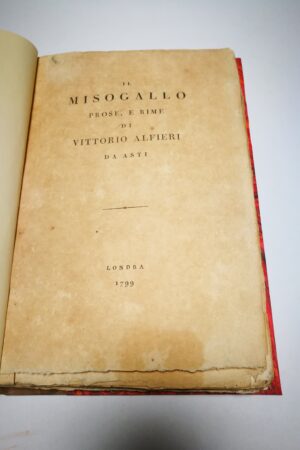 IL
MISOGALLO
PROSE, E RIME
DI
VITTORIO ALFIERI
DA ASTI
LONDRA
1799